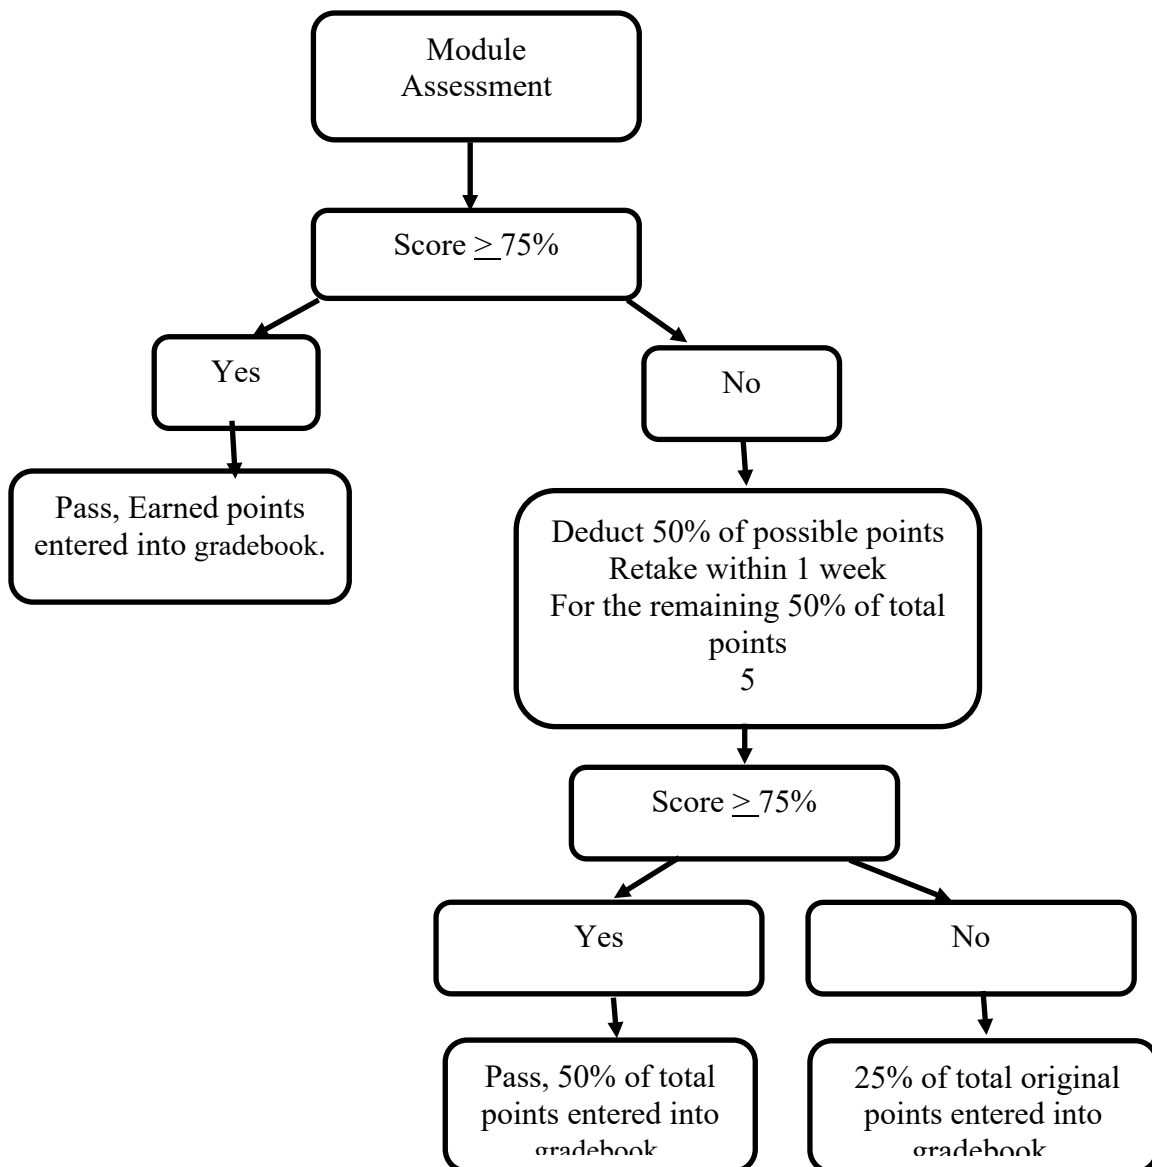 Module
Assessment
Score > 75%
Yes
No
Pass, Earned points
entered into gradebook.
Deduct 50% of possible points
Retake within 1 week
For the remaining 50% of total
points
5
Score > 75%
Yes
No
Pass, 50% of total
points entered into
gradebook
25% of total original
points entered into
gradebook